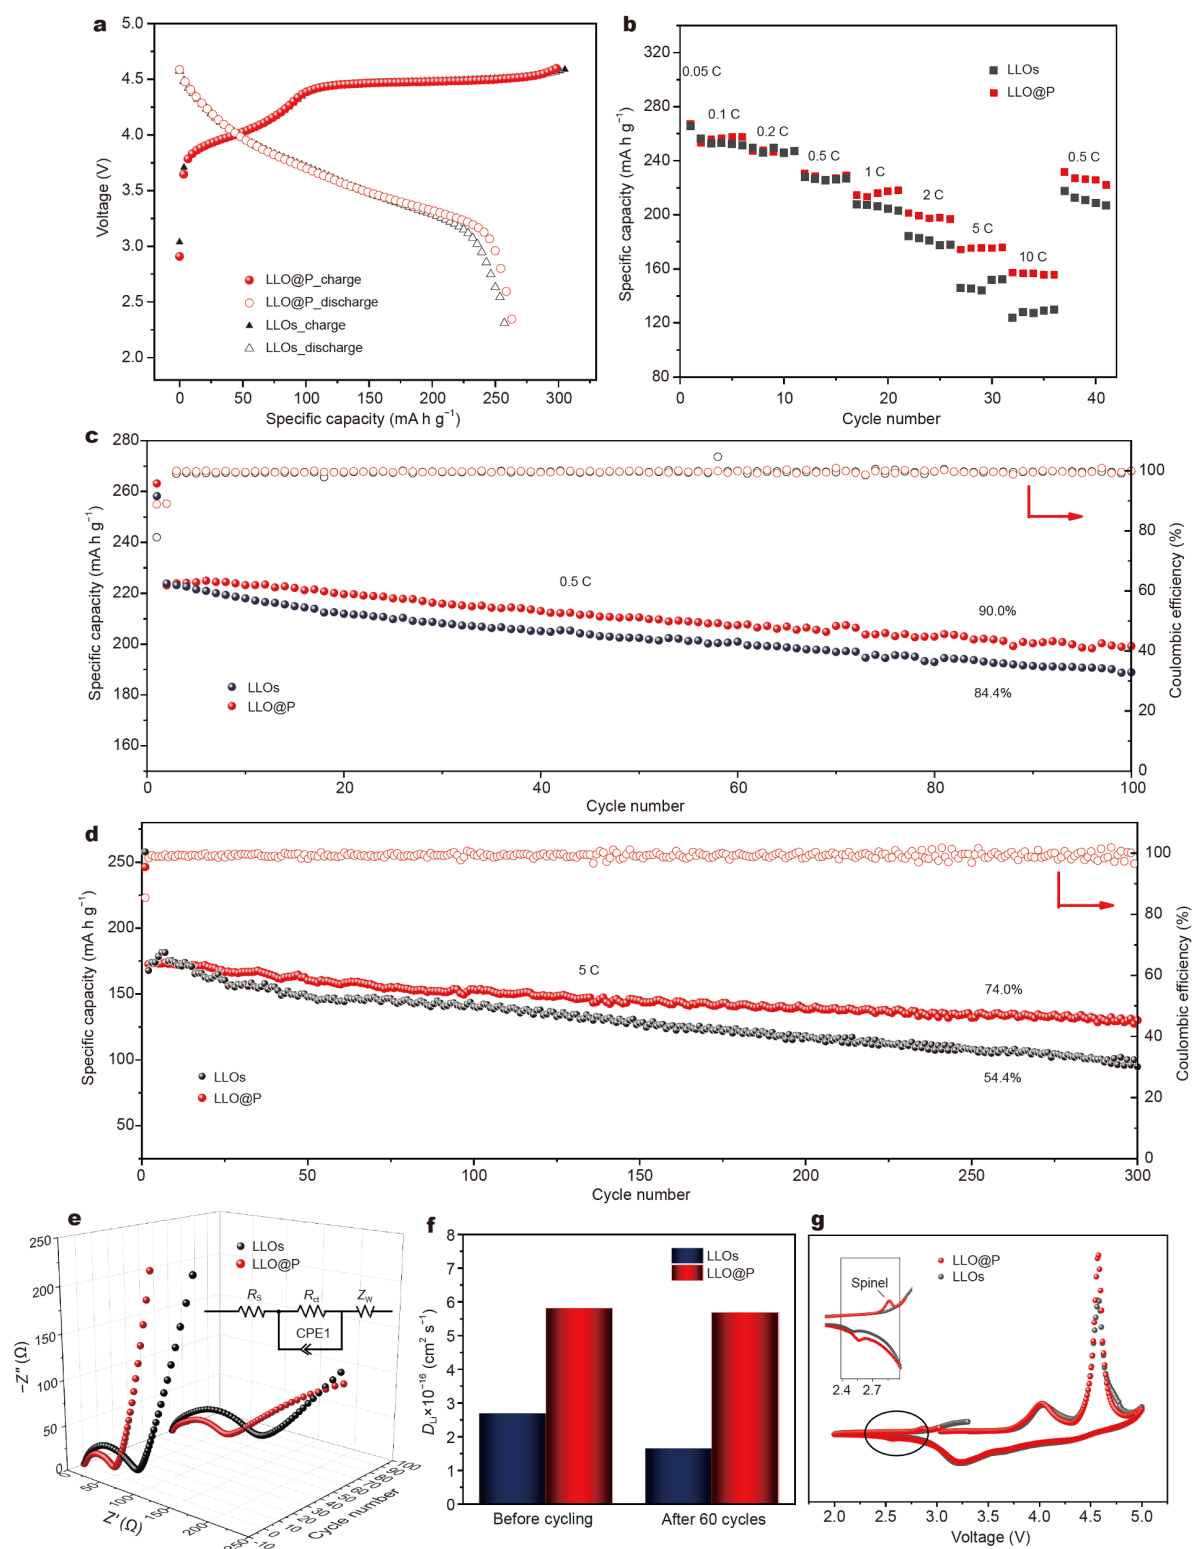 a
5.0
4.5
4.0
3.5
3.0
2.5
2.0
Voltage (V)
LLO@P_charge
LLO@P_discharge
LLOs_charge
LLOs_discharge
0 50 100 150 200 250 300
Specific capacity (mA h g−1)
b
320
280
240
200
160
120
80
Specific capacity (mA h g−1)
LLOs
LLO@P
0.05 C
0.1 C
0.2 C
0.5 C
1 C
2 C
5 C
10 C
0.5 C
0 10 20 30 40
Cycle number
c
280
260
240
220
200
180
160
Specific capacity (mA h g−1)
0.5 C
90.0%
84.4%
LLOs
LLO@P
100
80
60
40
20
0
Coulombic efficiency (%)
0 20 40 60 80 100
Cycle number
d
250
200
150
100
50
Specific capacity (mA h g−1)
5 C
74.0%
54.4%
LLOs
LLO@P
100
80
60
40
20
0
Coulombic efficiency (%)
0 50 100 150 200 250 300
Cycle number
e
250
200
150
100
50
0
−Z″ (Ω)
LLOs
LLO@P
RS Rct ZW
CPE1
0 50 100 150 200 250
Z′ (Ω)
Cycle number
f
8
7
6
5
4
3
2
1
0
DLi×10−16 (cm2 s−1)
LLOs
LLO@P
Before cycling After 60 cycles
g
LLO@P
LLOs
Spinel
2.4 2.7
2.0 2.5 3.0 3.5 4.0 4.5 5.0
Voltage (V)